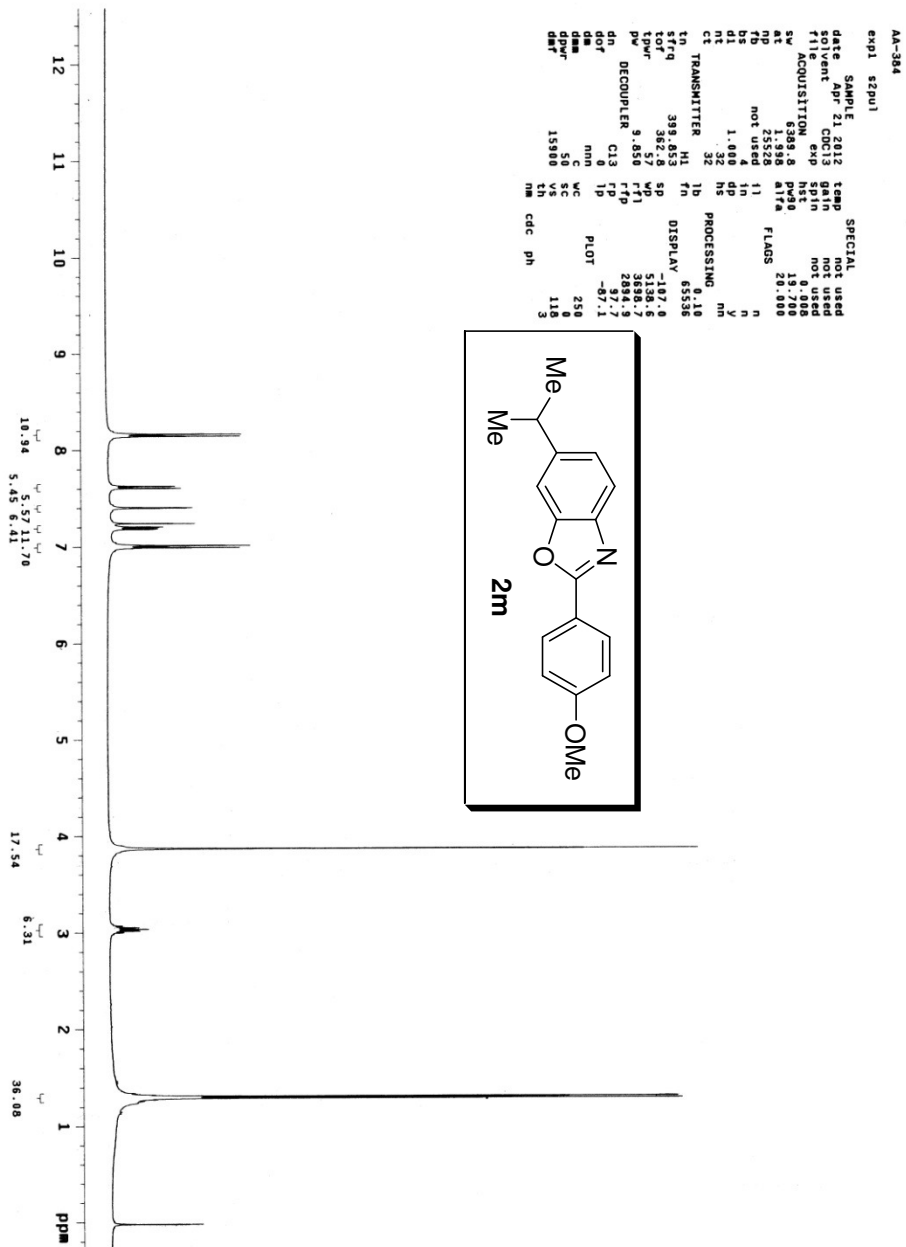 AA-384
exp1 s2pul
SAMPLE SPECIAL
date Apr 21 2012 temp not used
solvent CDCl3 gain not used
file exp spin not used
ACQUISITION hst 0.008
sw 6389.8 pw90 19.700
at 1.998 alfa 20.000
np 25528 FLAGS
fb not used il n
bs 4 in n
d1 1.000 dp y
nt 32 hs nn
ct 32 PROCESSING
TRANSMITTER lb 0.10
tn H1 fn 65536
sfrq 399.853 DISPLAY
tof 362.8 sp -107.0
tpwr 57 wp 5138.6
pw 9.850 rfl 3698.7
DECOUPLER rfp 2894.9
dn C13 rp 97.7
dof 0 lp -87.1
dm nnn PLOT
dmm c wc 250
dpwr 50 sc 0
dmf 15900 vs 118
th 3
nm cdc ph
Me
Me
N
O
OMe
2m
12 11 10 9 8 7 6 5 4 3 2 1 ppm
10.94 5.57 11.70 6.31
5.45 6.41 17.54 36.08